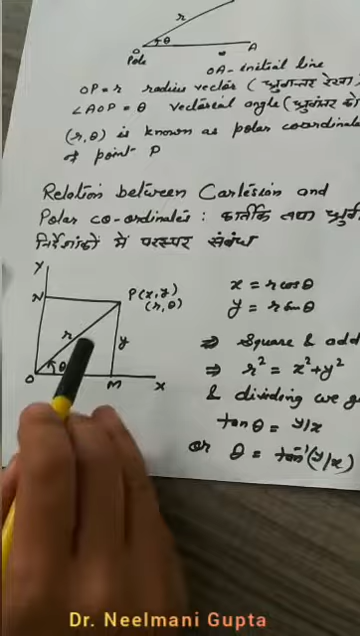 r
θ
O A
Pole
OA - initial line
OP = r radius vector (ध्रुवान्तर रेखा
∠AOP = θ vectorial angle (
(r, θ) is known as polar coordinate
of point P
Relation between Cartesian and
Polar co-ordinates : कार्तीक तथा ध्रुवी
निर्देशांको में परस्पर संबंध
Y
N P(x, y)
(r, θ)
r y
θ
O M X
x = r cos θ
y = r sin θ
⇒ Square & add
⇒ r² = x² + y²
& dividing we g
tan θ = y/x
or θ = tan⁻¹(y/x)
Dr. Neelmani Gupta